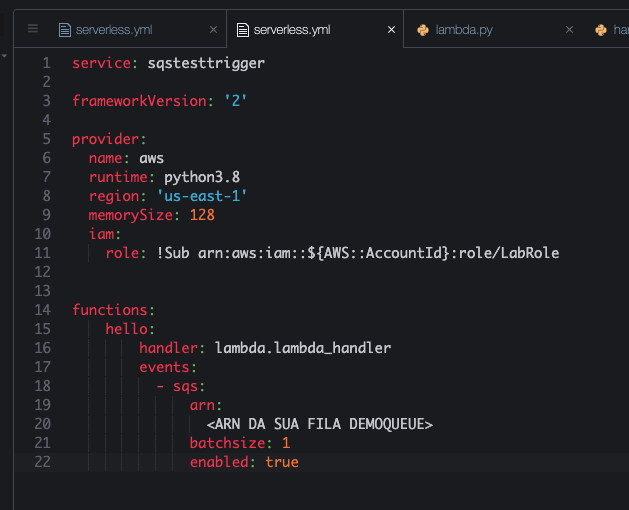 serverless.yml
serverless.yml
lambda.py
ha
1 service: sqstesttrigger
2
3 frameworkVersion: '2'
4
5 provider:
6   name: aws
7   runtime: python3.8
8   region: 'us-east-1'
9   memorySize: 128
10   iam:
11     role: !Sub arn:aws:iam::${AWS::AccountId}:role/LabRole
12
13
14 functions:
15     hello:
16         handler: lambda.lambda_handler
17         events:
18           - sqs:
19               arn:
20                 <ARN DA SUA FILA DEMOQUEUE>
21               batchsize: 1
22               enabled: true